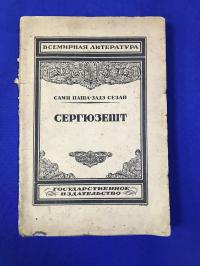 ВСЕМИРНАЯ ЛИТЕРАТУРА
САМИ ПАША-ЗАДЭ СЕЗАИ
СЕРГЮЗЕШТ
ГОСУДАРСТВЕННОЕ
ИЗДАТЕЛЬСТВО